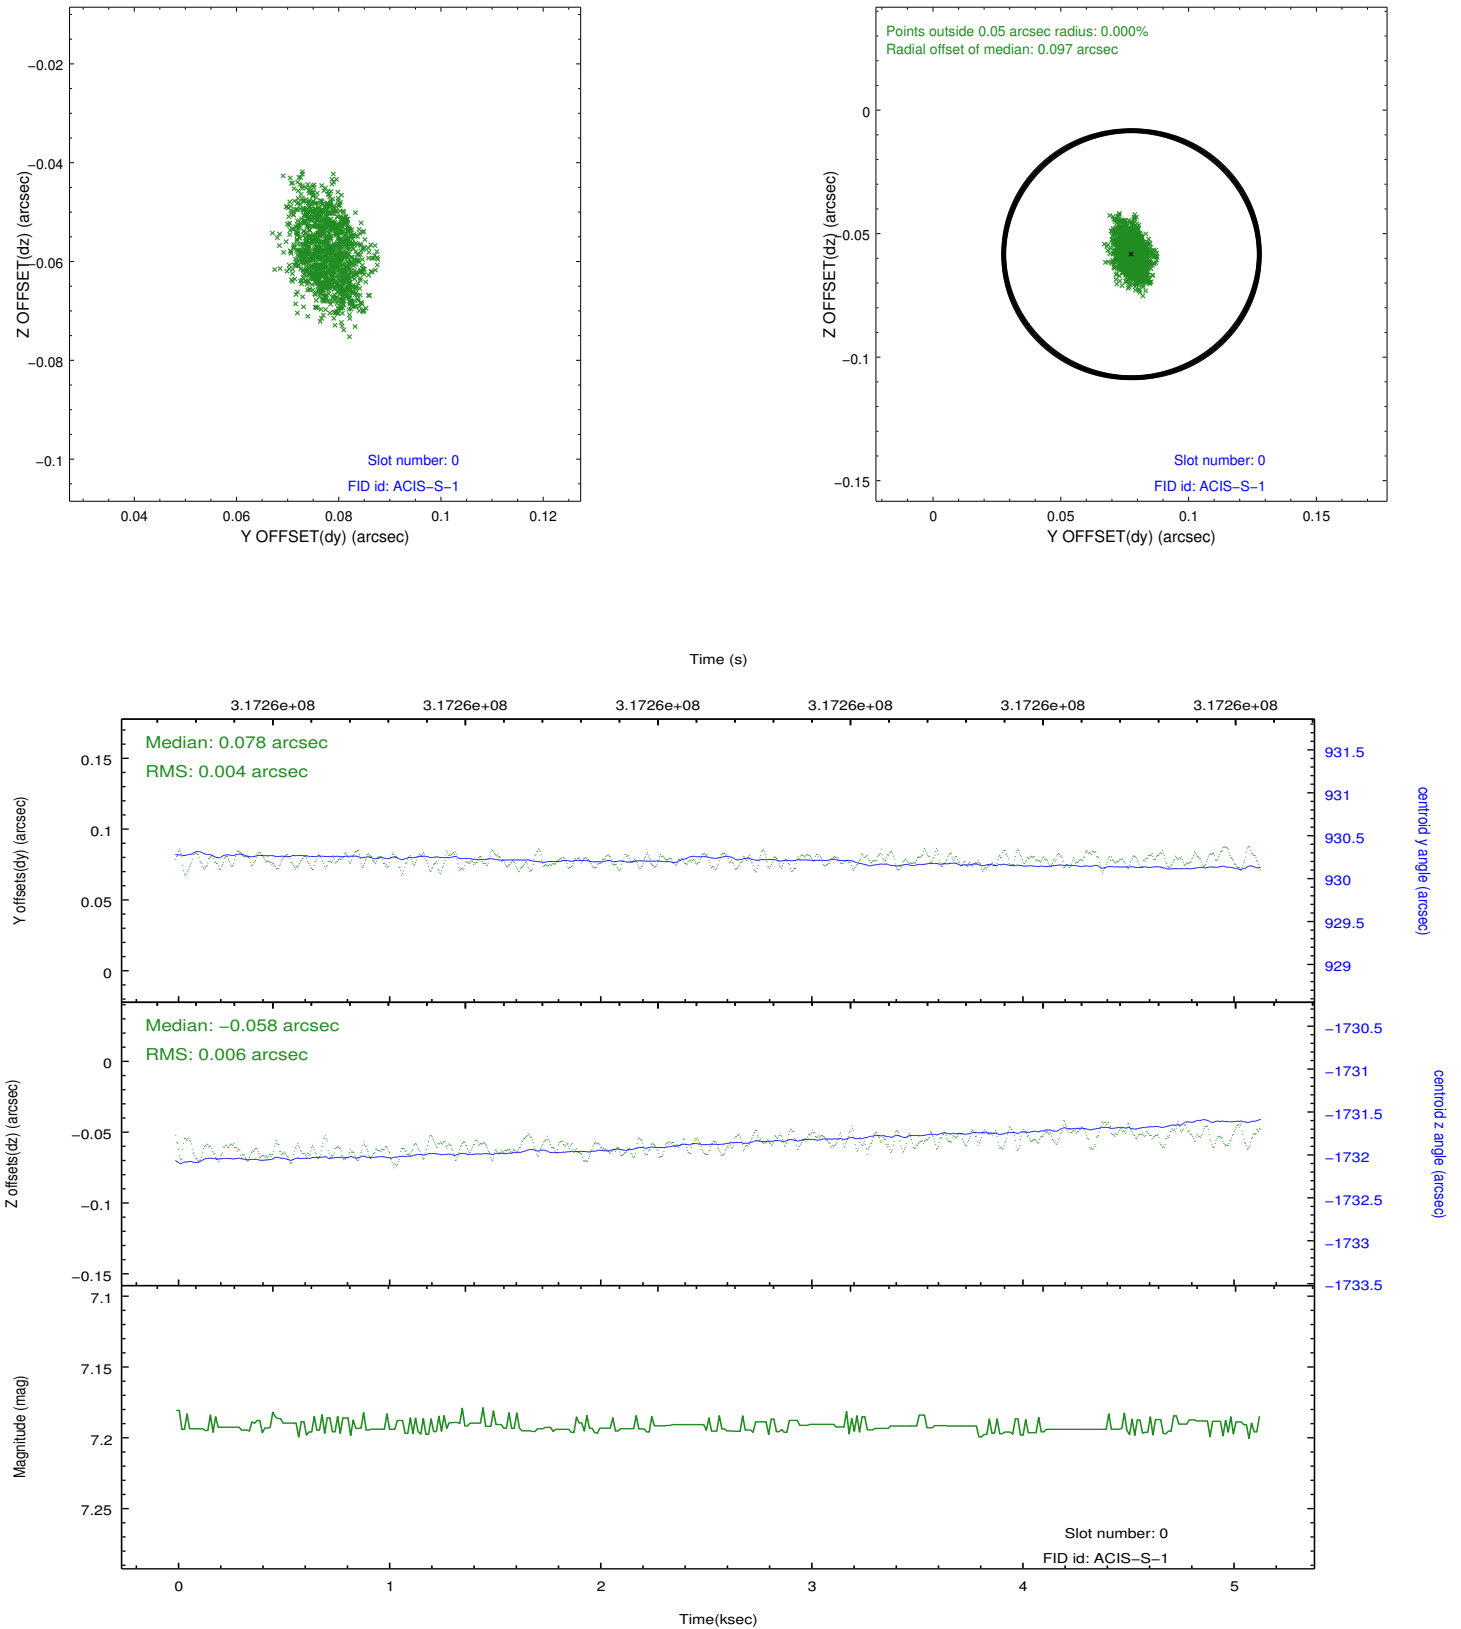 −0.02
−0.04
−0.06
−0.08
−0.1
Z OFFSET(dz) (arcsec)
Slot number: 0
FID id: ACIS−S−1
0.04
0.06
0.08
0.1
0.12
Y OFFSET(dy) (arcsec)
Points outside 0.05 arcsec radius: 0.000%
Radial offset of median: 0.097 arcsec
0
−0.05
−0.1
−0.15
Z OFFSET(dz) (arcsec)
Slot number: 0
FID id: ACIS−S−1
0
0.05
0.1
0.15
Y OFFSET(dy) (arcsec)
Time (s)
3.1726e+08
3.1726e+08
3.1726e+08
3.1726e+08
3.1726e+08
3.1726e+08
Median: 0.078 arcsec
RMS: 0.004 arcsec
0.15
0.1
0.05
0
Y offsets(dy) (arcsec)
931.5
931
930.5
930
929.5
929
centroid y angle (arcsec)
Median: −0.058 arcsec
RMS: 0.006 arcsec
0
−0.05
−0.1
−0.15
Z offsets(dz) (arcsec)
−1730.5
−1731
−1731.5
−1732
−1732.5
−1733
−1733.5
centroid z angle (arcsec)
7.1
7.15
7.2
7.25
Magnitude (mag)
Slot number: 0
FID id: ACIS−S−1
0
1
2
3
4
5
Time(ksec)